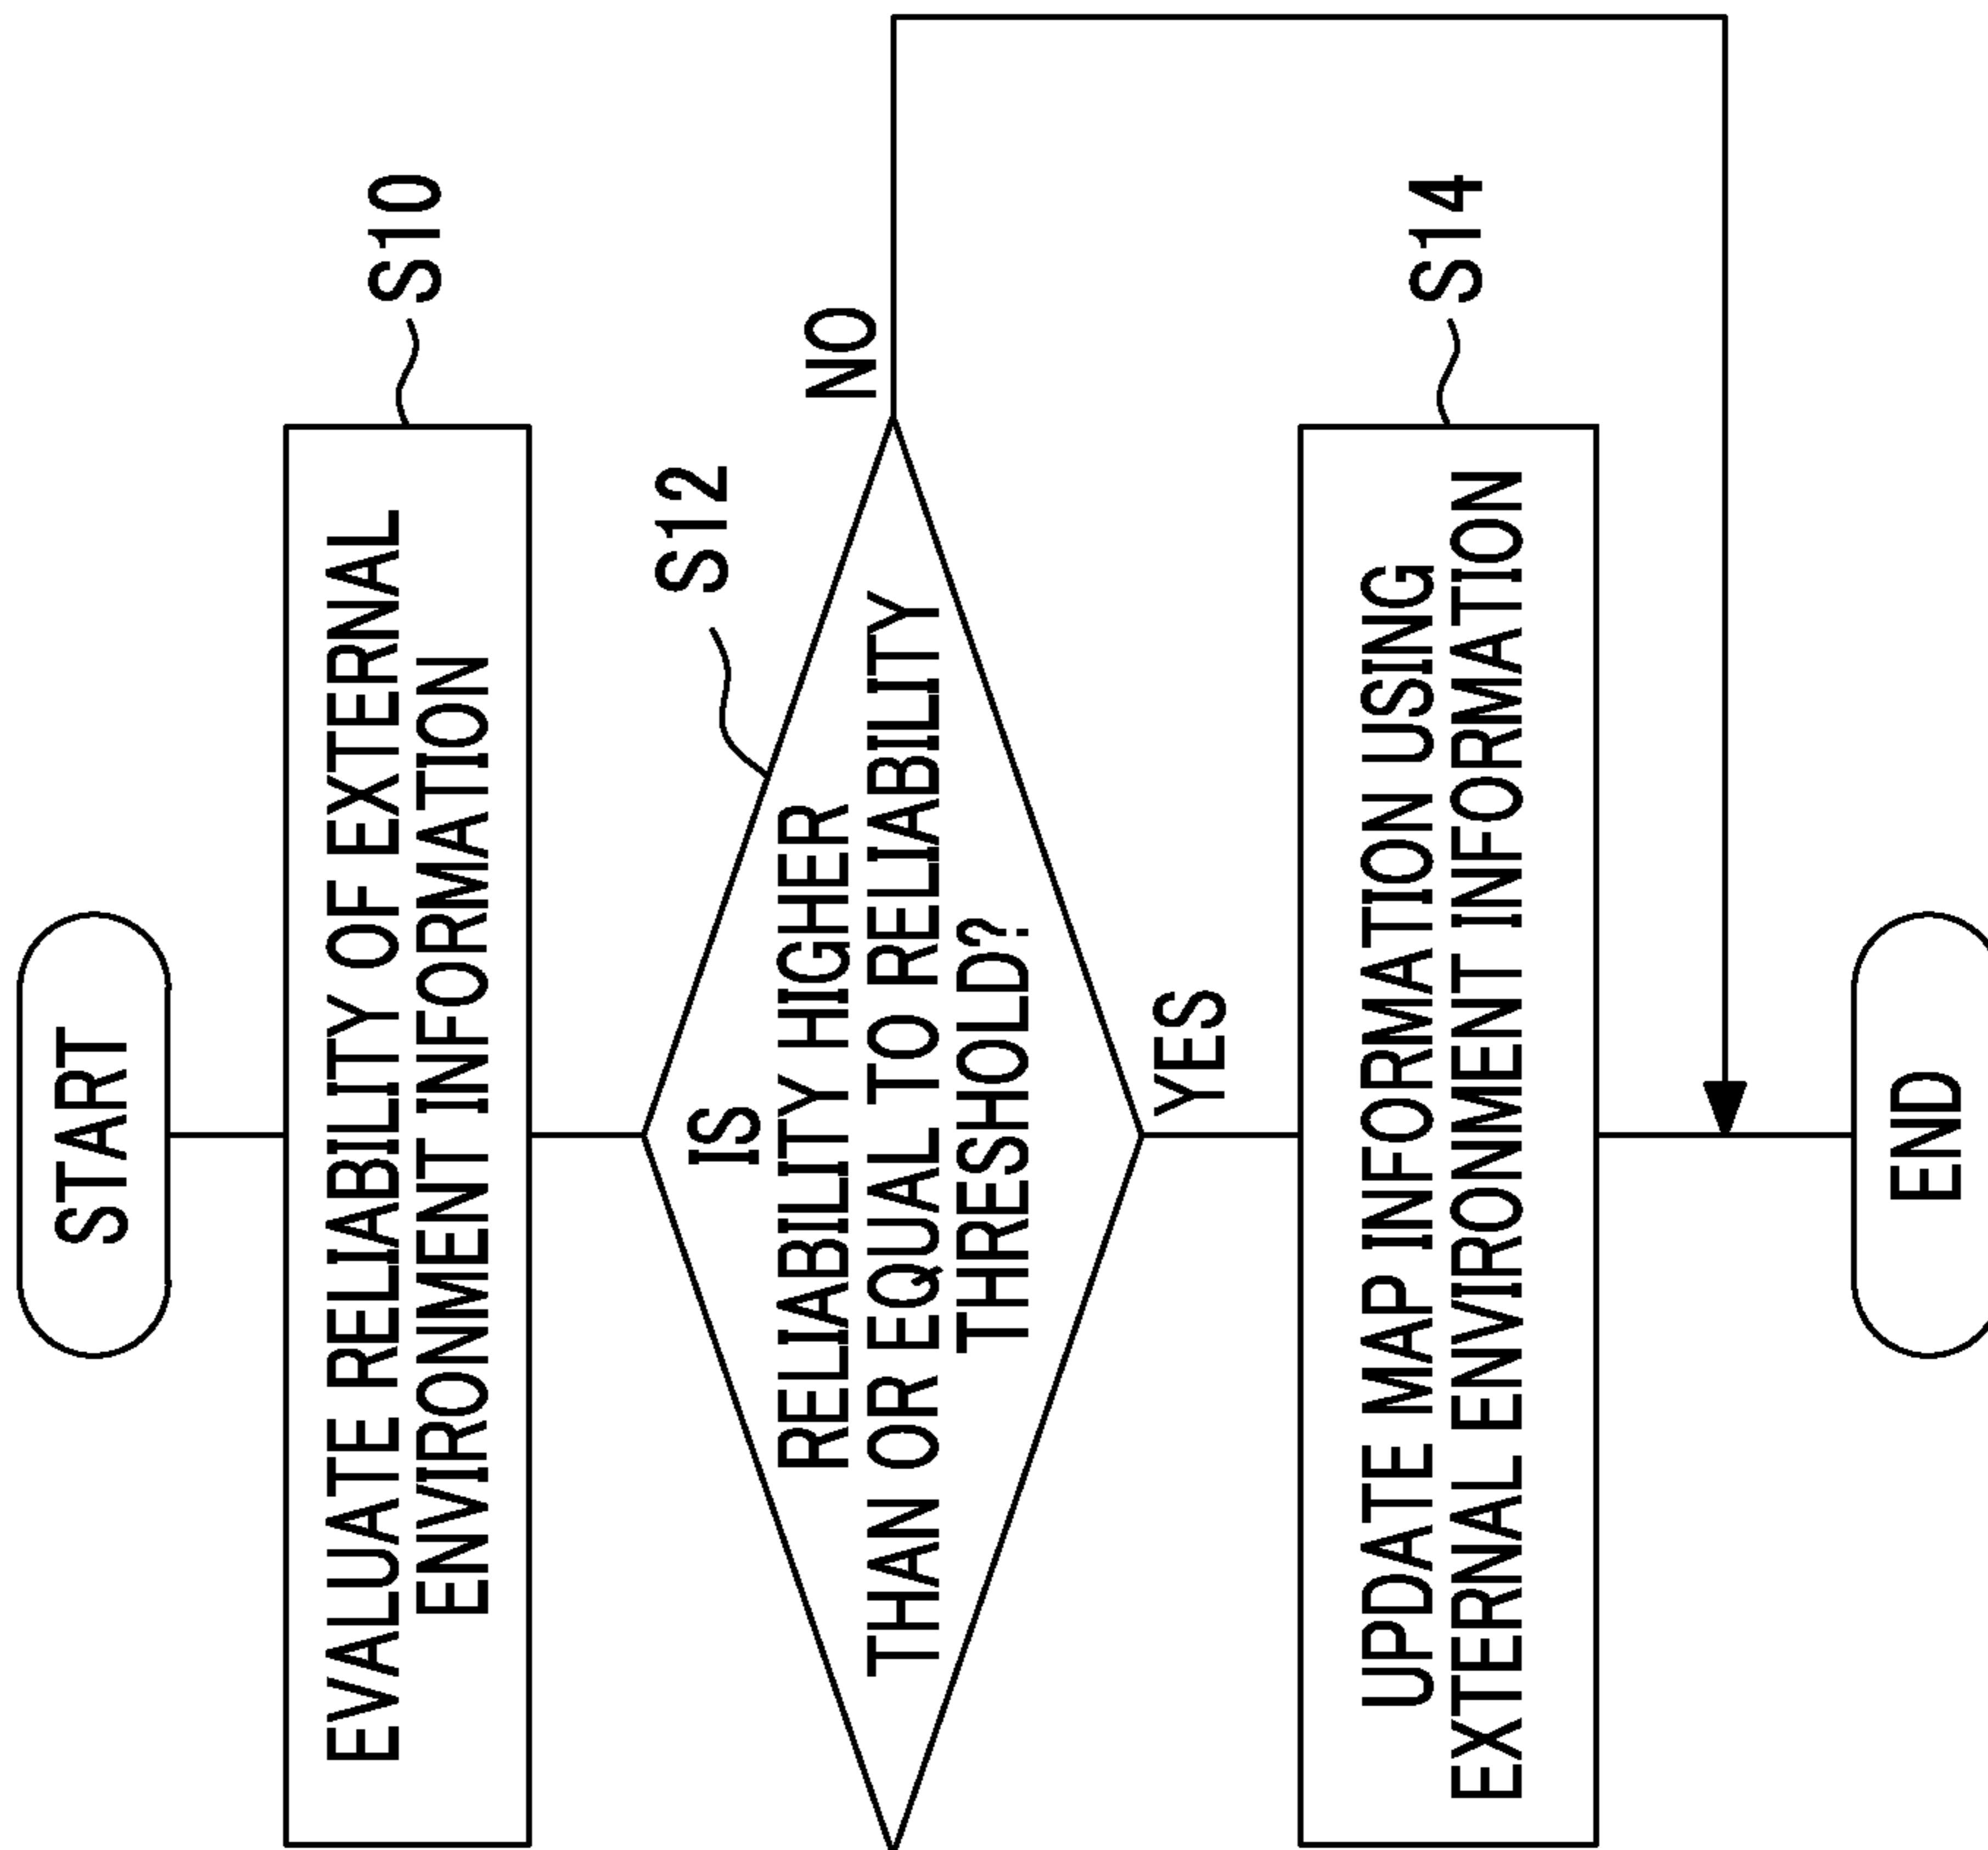 START
EVALUATE RELIABILITY OF EXTERNAL
ENVIRONMENT INFORMATION
S10
IS
RELIABILITY HIGHER
THAN OR EQUAL TO RELIABILITY
THRESHOLD?
S12
NO
YES
UPDATE MAP INFORMATION USING
EXTERNAL ENVIRONMENT INFORMATION
S14
END